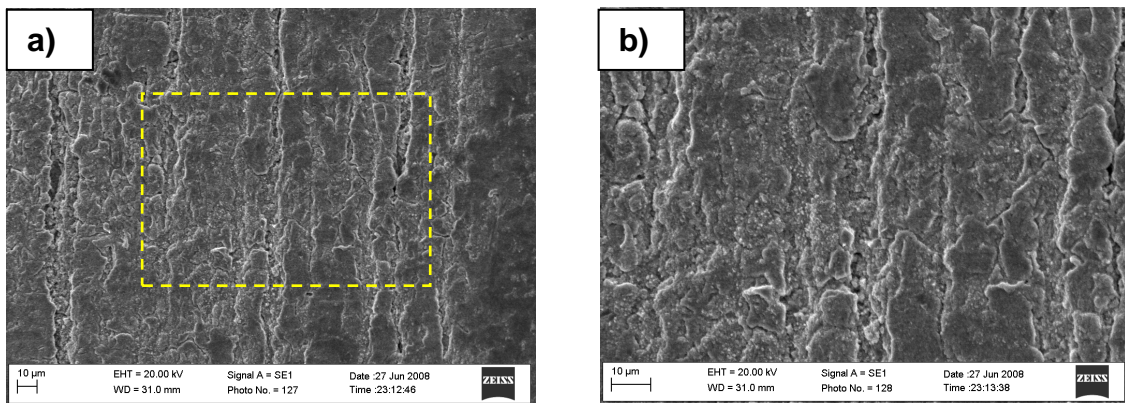 a)
10 µm
EHT = 20.00 kV
WD = 31.0 mm
Signal A = SE1
Photo No. = 127
Date :27 Jun 2008
Time :23:12:46
ZEISS
b)
10 µm
EHT = 20.00 kV
WD = 31.0 mm
Signal A = SE1
Photo No. = 128
Date :27 Jun 2008
Time :23:13:38
ZEISS